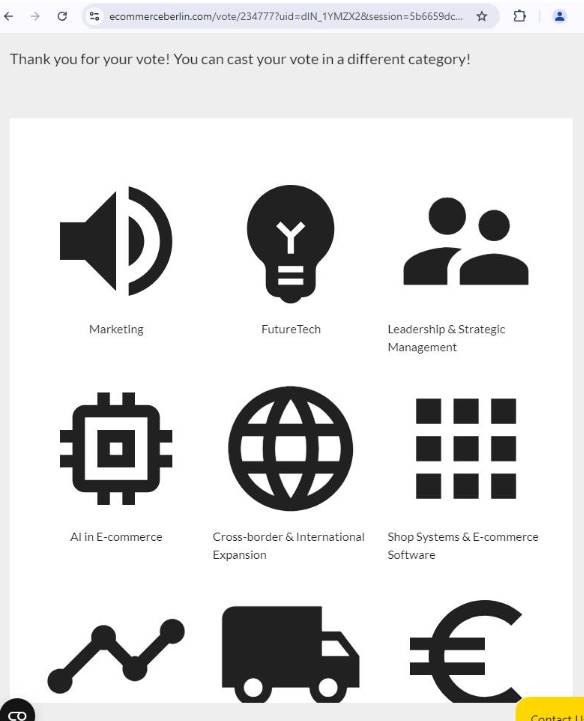 ecommerceberlin.com/vote/234777?uid=dIN_1YMZX2&session=5b6659dc...
Thank you for your vote! You can cast your vote in a different category!
Marketing
FutureTech
Leadership & Strategic
Management
AI in E-commerce
Cross-border & International
Expansion
Shop Systems & E-commerce
Software
Contact U